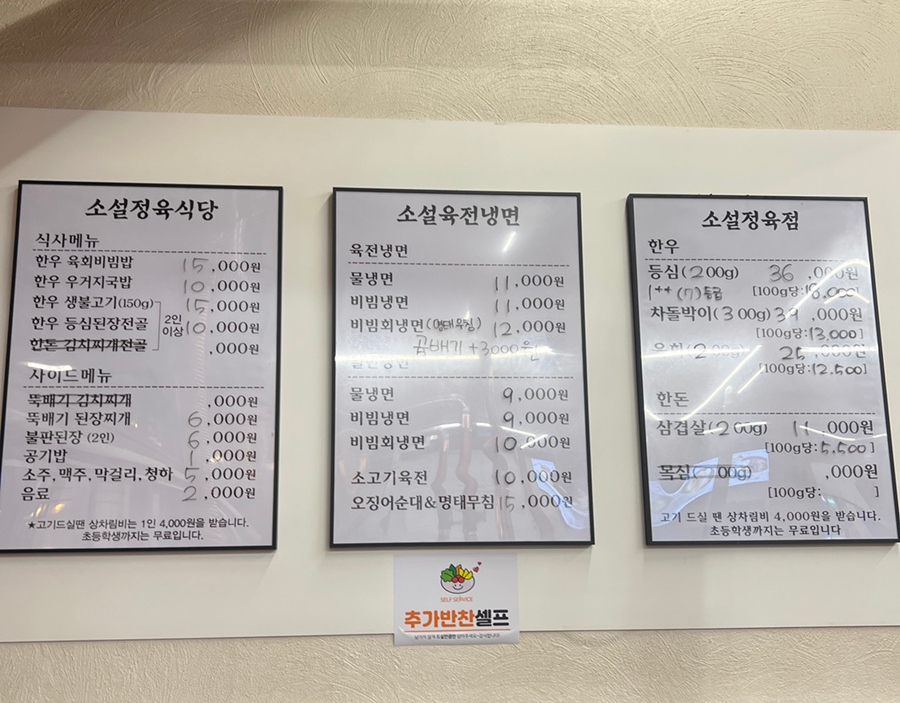 소설정육식당
식사메뉴
한우 육회비빔밥 15,000원
한우 우거지국밥 10,000원
한우 생불고기(150g) 15,000원
한우 등심된장전골 2인 이상 10,000원
한돈 김치찌개전골 ,000원
사이드메뉴
뚝배기 김치찌개 ,000원
뚝배기 된장찌개 6,000원
불판된장 (2인) 6,000원
공기밥 1,000원
소주, 맥주, 막걸리, 청하 5,000원
음료 2,000원
★고기드실땐 상차림비는 1인 4,000원을 받습니다.
초등학생까지는 무료입니다.
소설육전냉면
육전냉면
물냉면 11,000원
비빔냉면 11,000원
비빔회냉면(명태무침) 12,000원
곱배기 +3000원
일반냉면
물냉면 9,000원
비빔냉면 9,000원
비빔회냉면 10,000원
소고기육전 10,000원
오징어순대&명태무침 15,000원
소설정육점
한우
등심(200g) 36,000원
1++ (7)등급 [100g당:18,000]
차돌박이(300g) 39,000원
[100g당:13,000]
육회(200g) 25,000원
[100g당:12.500]
한돈
삼겹살(200g) 11,000원
[100g당:5,500]
목심( 00g) ,000원
[100g당: ]
고기 드실 땐 상차림비 4,000원을 받습니다.
초등학생까지는 무료입니다
SELF SERVICE
추가반찬셀프